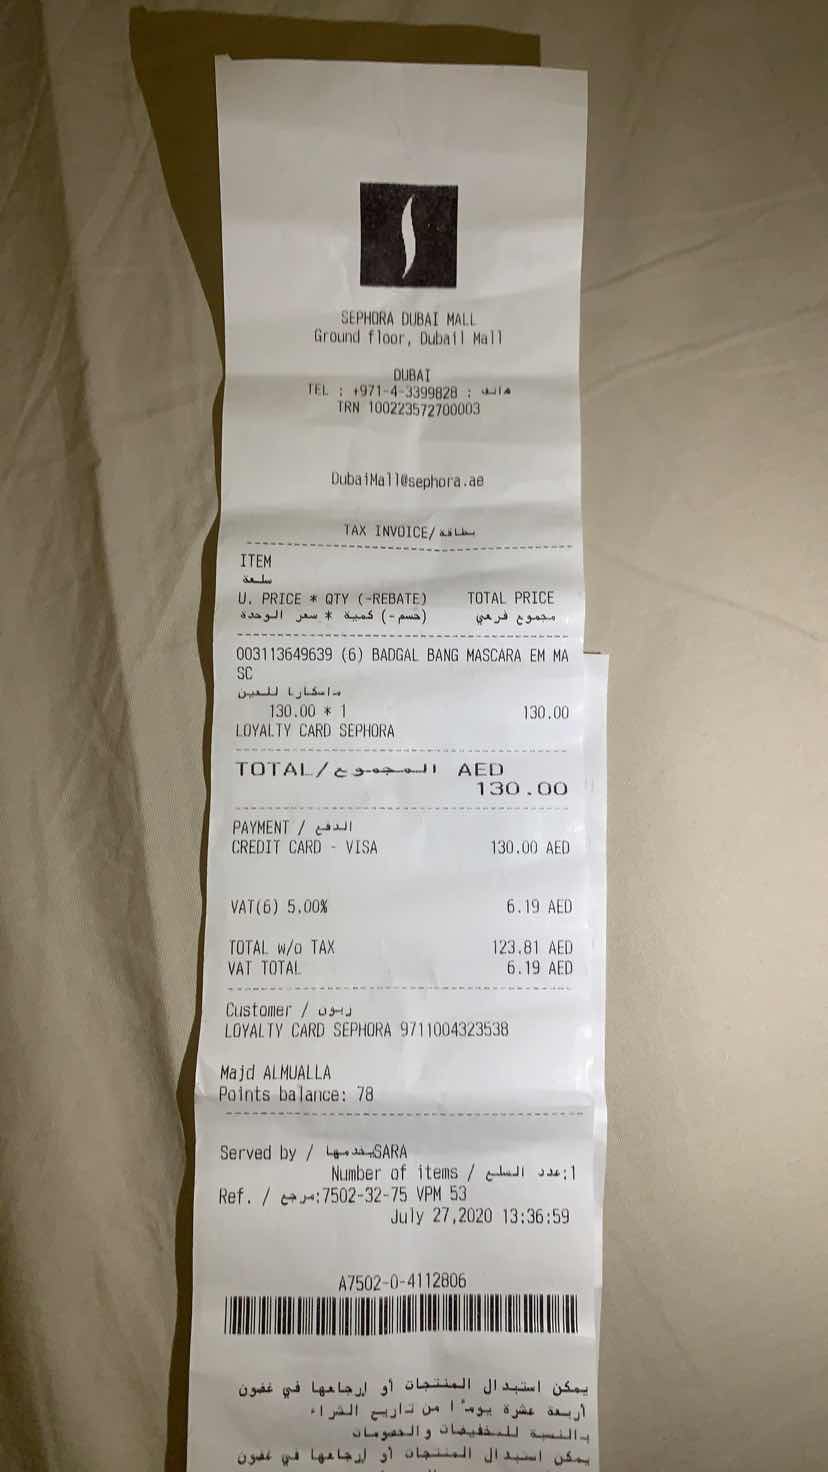 SEPHORA DUBAI MALL
Ground floor, Dubail Mall
DUBAI
TEL : +971-4-3399828 : هاتف
TRN 100223572700003
DubaiMall@sephora.ae
TAX INVOICE/بطاقة
ITEM
سلعة
U. PRICE * QTY (-REBATE) TOTAL PRICE
(خسم-) كمية * سعر الوحدة مجموع فرعي
003113649639 (6) BADGAL BANG MASCARA EM MA
SC
ماسكارا للعين
130.00 * 1 130.00
LOYALTY CARD SEPHORA
TOTAL/المجموع AED
130.00
PAYMENT / الدفع
CREDIT CARD - VISA 130.00 AED
VAT(6) 5.00% 6.19 AED
TOTAL w/o TAX 123.81 AED
VAT TOTAL 6.19 AED
Customer / زبون
LOYALTY CARD SEPHORA 9711004323538
Majd ALMUALLA
Points balance: 78
Served by / يخدمهاSARA
Number of items / عدد السلع:1
Ref. / مرجع:7502-32-75 VPM 53
July 27,2020 13:36:59
A7502-0-4112806
يمكن استبدال المنتجات أو إرجاعها في غضون
أربعة عشرة يوماً من تاريخ الشراء
بالنسبة للتخفيضات والخصومات
يمكن استبدال المنتجات أو إرجاعها في غضون